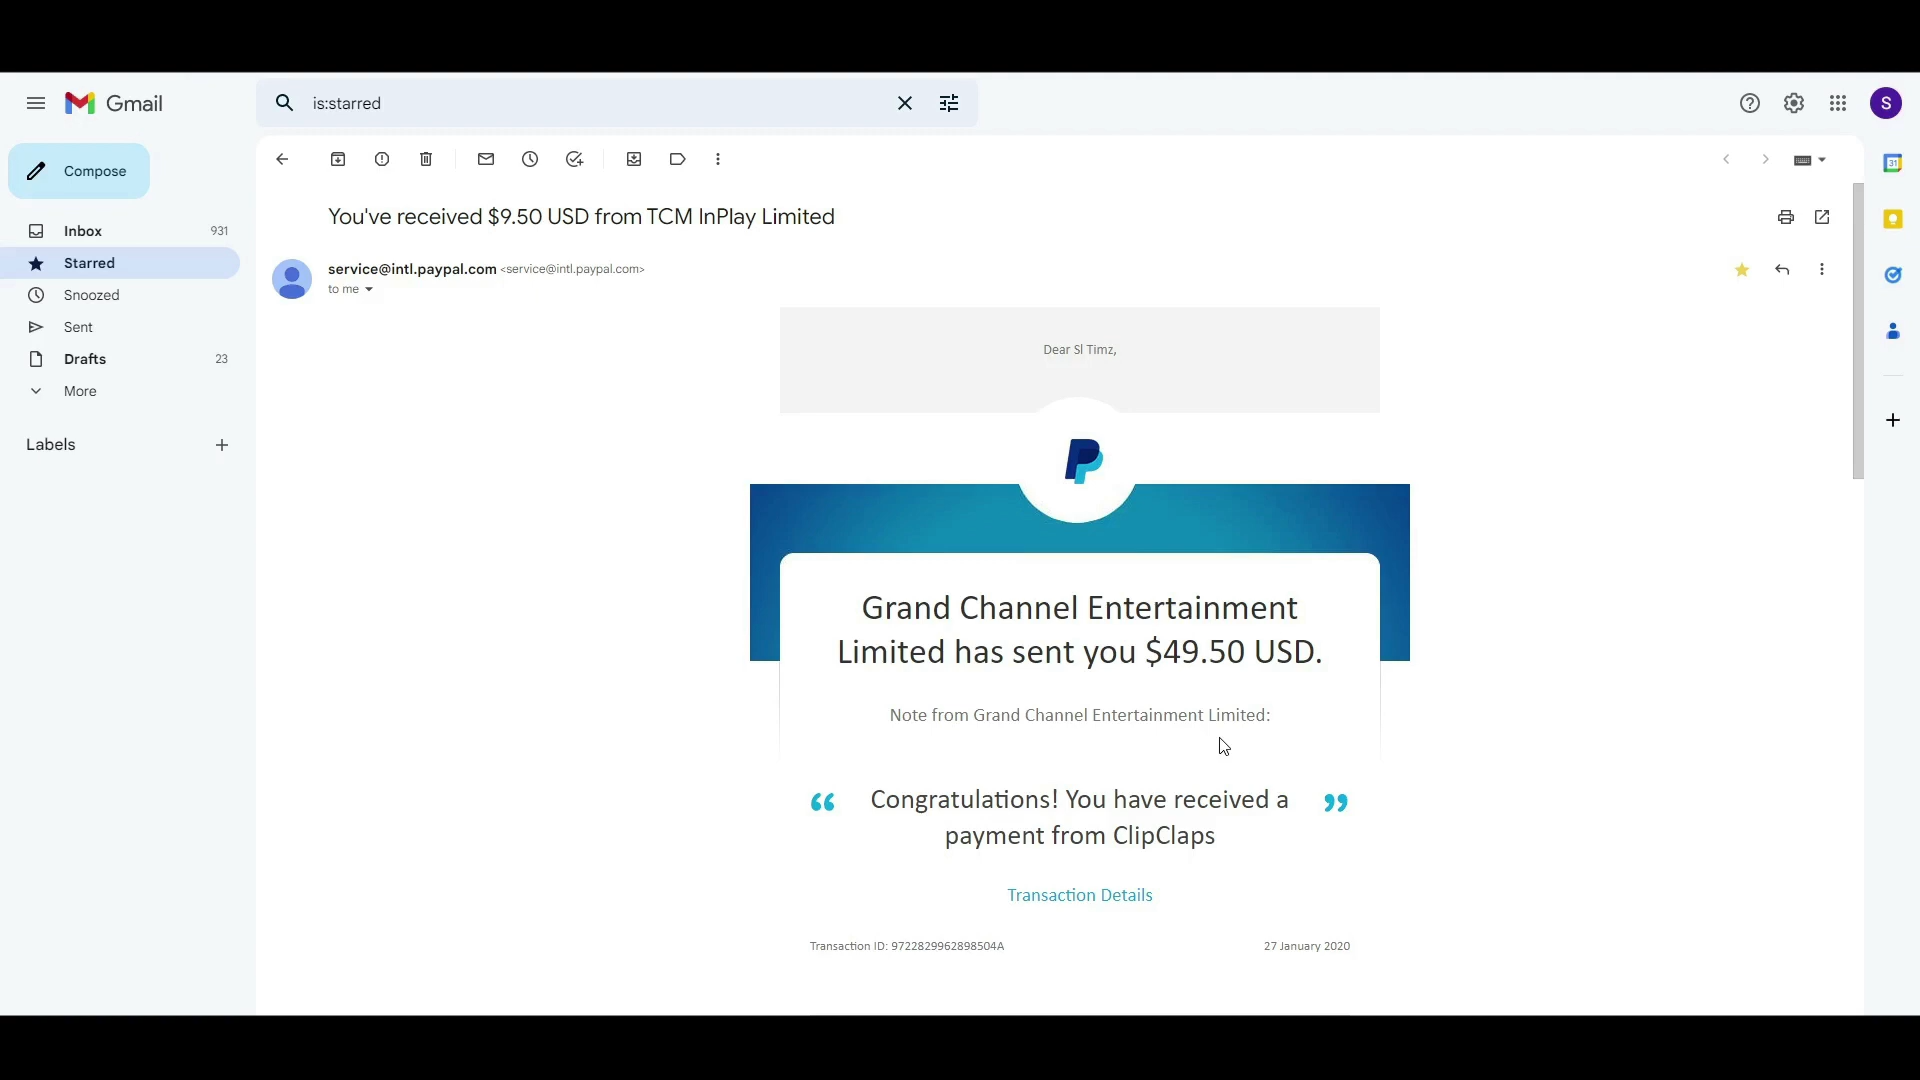 Gmail
is:starred
S
Compose
31
Inbox 931
Starred
Snoozed
Sent
Drafts 23
More
Labels
You've received $9.50 USD from TCM InPlay Limited
service@intl.paypal.com <service@intl.paypal.com>
to me
Dear Sl Timz,
Grand Channel Entertainment
Limited has sent you $49.50 USD.
Note from Grand Channel Entertainment Limited:
“ Congratulations! You have received a ”
payment from ClipClaps
Transaction Details
Transaction ID: 9722829962898504A 27 January 2020